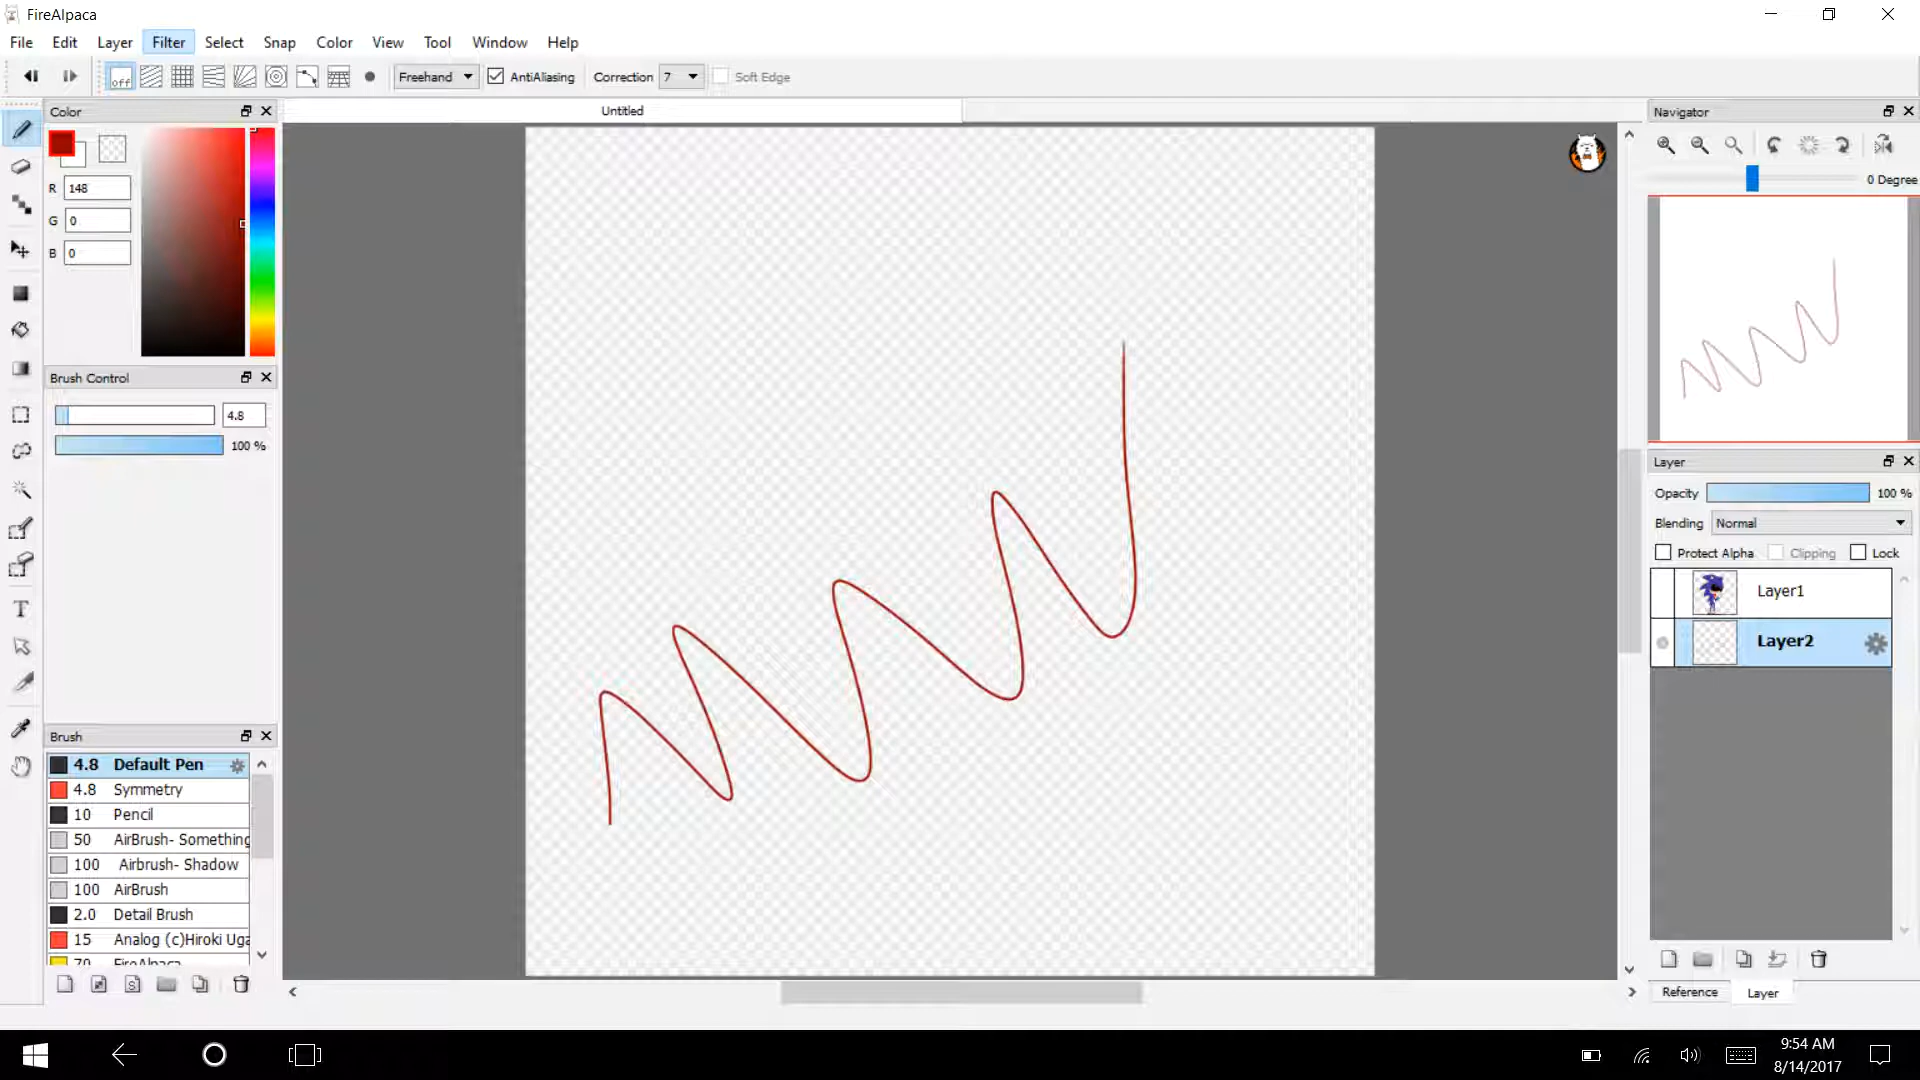 FireAlpaca
File Edit Layer Filter Select Snap Color View Tool Window Help
off Freehand AntiAliasing Correction 7 Soft Edge
Color
Untitled
Navigator
R 148
G 0
B 0
0 Degree
Brush Control
4.8
100 %
Layer
Opacity 100 %
Blending Normal
Protect Alpha Clipping Lock
Layer1
Layer2
Brush
4.8 Default Pen
4.8 Symmetry
10 Pencil
50 AirBrush- Something
100 Airbrush- Shadow
100 AirBrush
2.0 Detail Brush
15 Analog (c)Hiroki Uga
70 FireAlpaca
S
Reference Layer
9:54 AM
8/14/2017